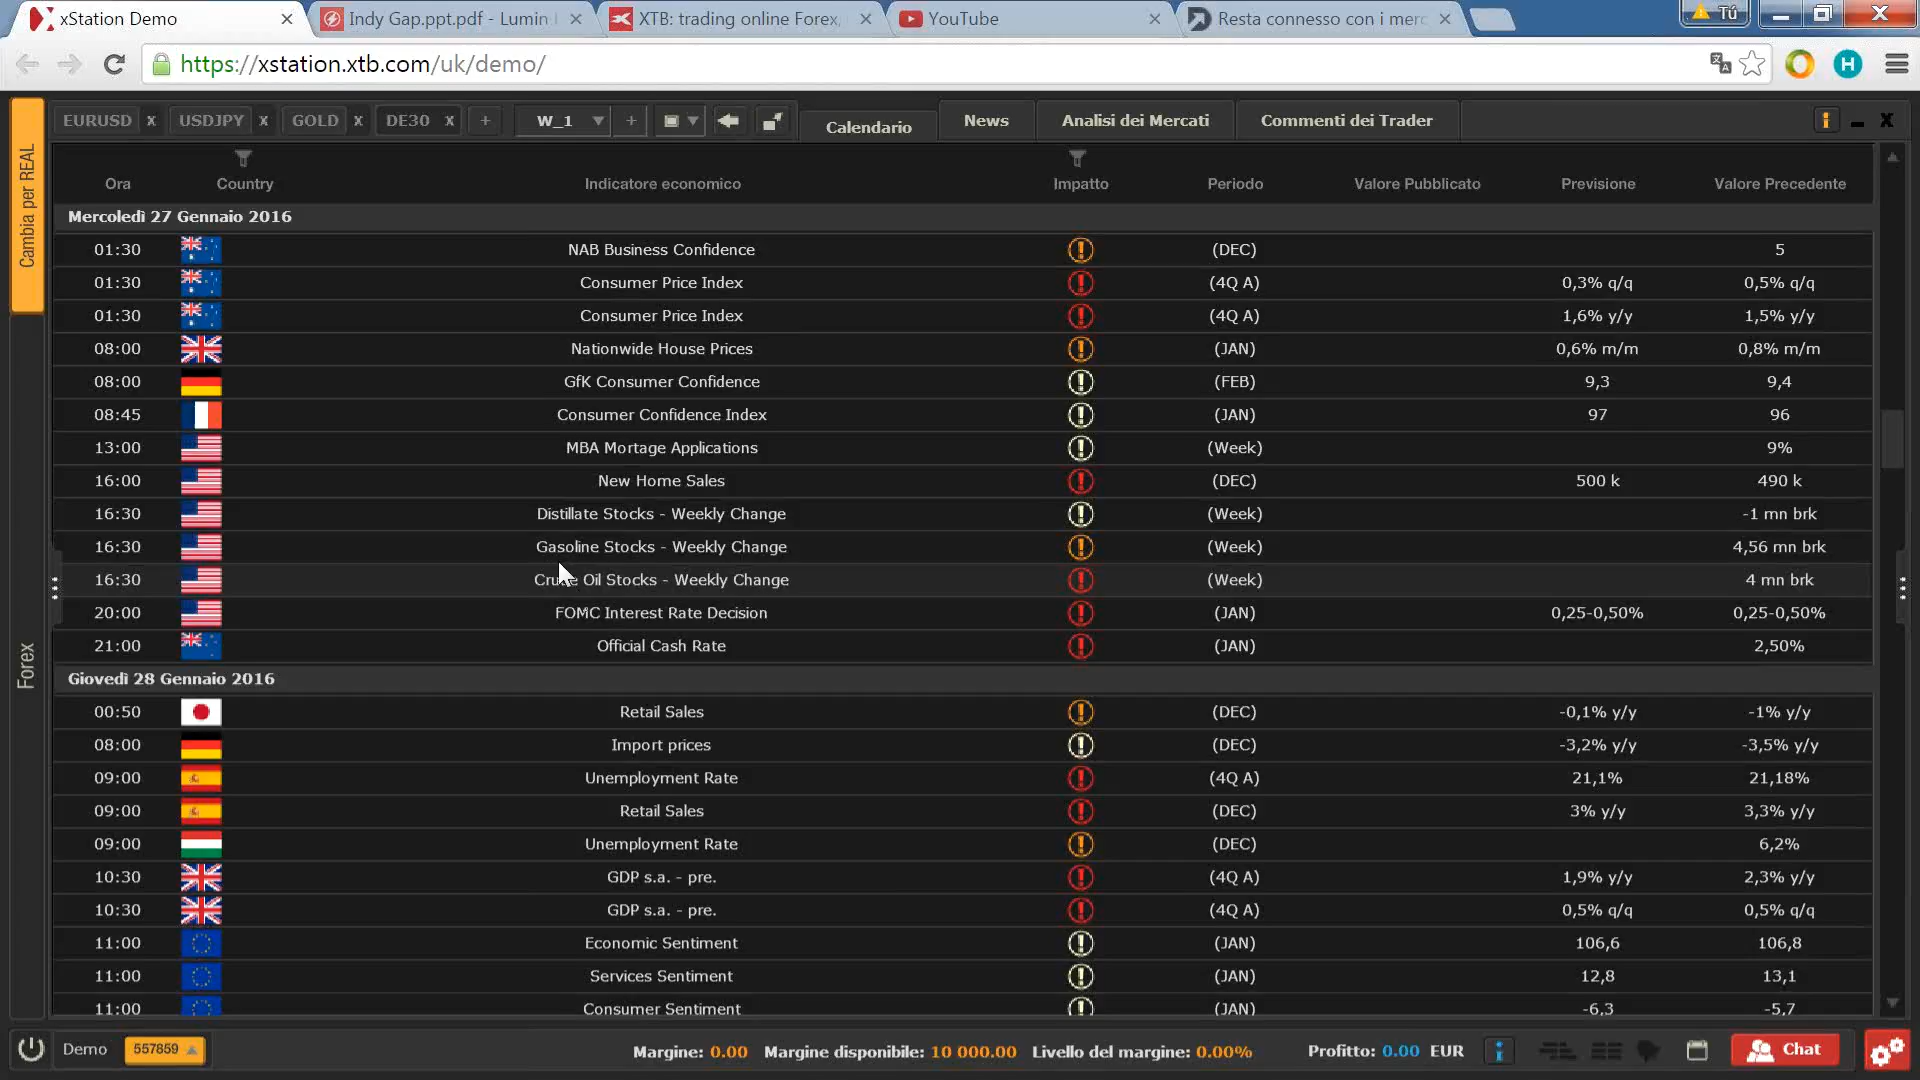 xStation Demo
Indy Gap.ppt.pdf - Lumin
XTB: trading online Forex,
YouTube
Resta connesso con i merc
Tú
https://xstation.xtb.com/uk/demo/
H
Cambia per REAL
Forex
EURUSD x USDJPY x GOLD x DE30 x + W_1 +
Calendario News Analisi dei Mercati Commenti dei Trader
Ora Country Indicatore economico Impatto Periodo Valore Pubblicato Previsione Valore Precedente
Mercoledì 27 Gennaio 2016
01:30 NAB Business Confidence (DEC) 5
01:30 Consumer Price Index (4Q A) 0,3% q/q 0,5% q/q
01:30 Consumer Price Index (4Q A) 1,6% y/y 1,5% y/y
08:00 Nationwide House Prices (JAN) 0,6% m/m 0,8% m/m
08:00 GfK Consumer Confidence (FEB) 9,3 9,4
08:45 Consumer Confidence Index (JAN) 97 96
13:00 MBA Mortage Applications (Week) 9%
16:00 New Home Sales (DEC) 500 k 490 k
16:30 Distillate Stocks - Weekly Change (Week) -1 mn brk
16:30 Gasoline Stocks - Weekly Change (Week) 4,56 mn brk
16:30 Crude Oil Stocks - Weekly Change (Week) 4 mn brk
20:00 FOMC Interest Rate Decision (JAN) 0,25-0,50% 0,25-0,50%
21:00 Official Cash Rate (JAN) 2,50%
Giovedì 28 Gennaio 2016
00:50 Retail Sales (DEC) -0,1% y/y -1% y/y
08:00 Import prices (DEC) -3,2% y/y -3,5% y/y
09:00 Unemployment Rate (4Q A) 21,1% 21,18%
09:00 Retail Sales (DEC) 3% y/y 3,3% y/y
09:00 Unemployment Rate (DEC) 6,2%
10:30 GDP s.a. - pre. (4Q A) 1,9% y/y 2,3% y/y
10:30 GDP s.a. - pre. (4Q A) 0,5% q/q 0,5% q/q
11:00 Economic Sentiment (JAN) 106,6 106,8
11:00 Services Sentiment (JAN) 12,8 13,1
11:00 Consumer Sentiment (JAN) -6,3 -5,7
Demo 557859 Margine: 0.00 Margine disponibile: 10 000.00 Livello del margine: 0.00% Profitto: 0.00 EUR Chat